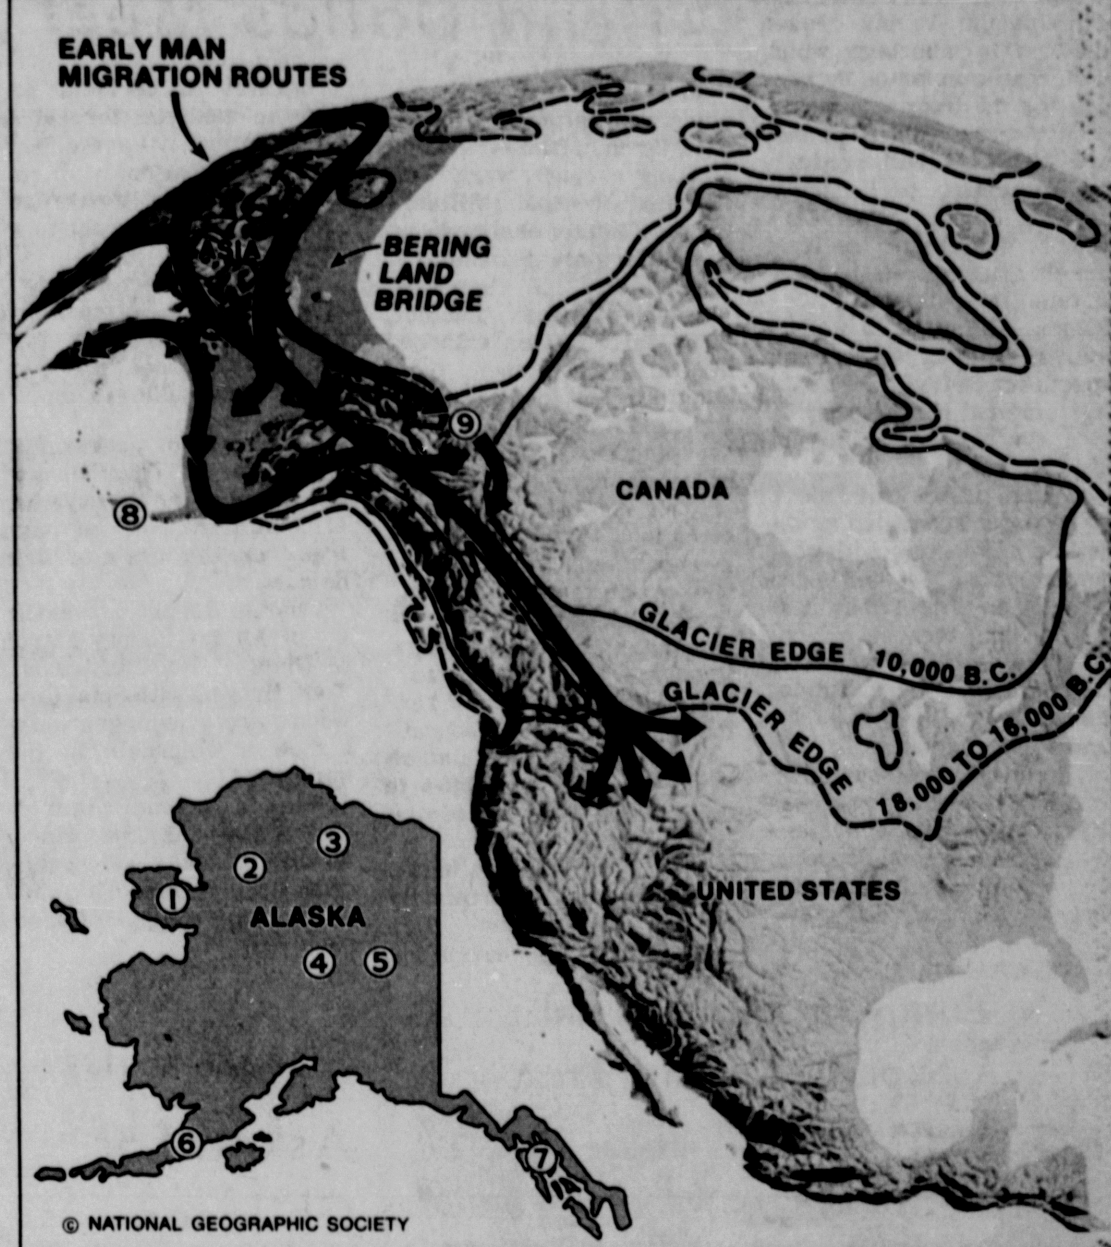 EARLY MAN
MIGRATION ROUTES
ASIA
BERING
LAND
BRIDGE
⑨
CANADA
⑧
GLACIER EDGE 10,000 B.C.
GLACIER EDGE 18,000 TO 16,000 B.C.
③
②
①
ALASKA
UNITED STATES
④ ⑤
⑥
⑦
© NATIONAL GEOGRAPHIC SOCIETY